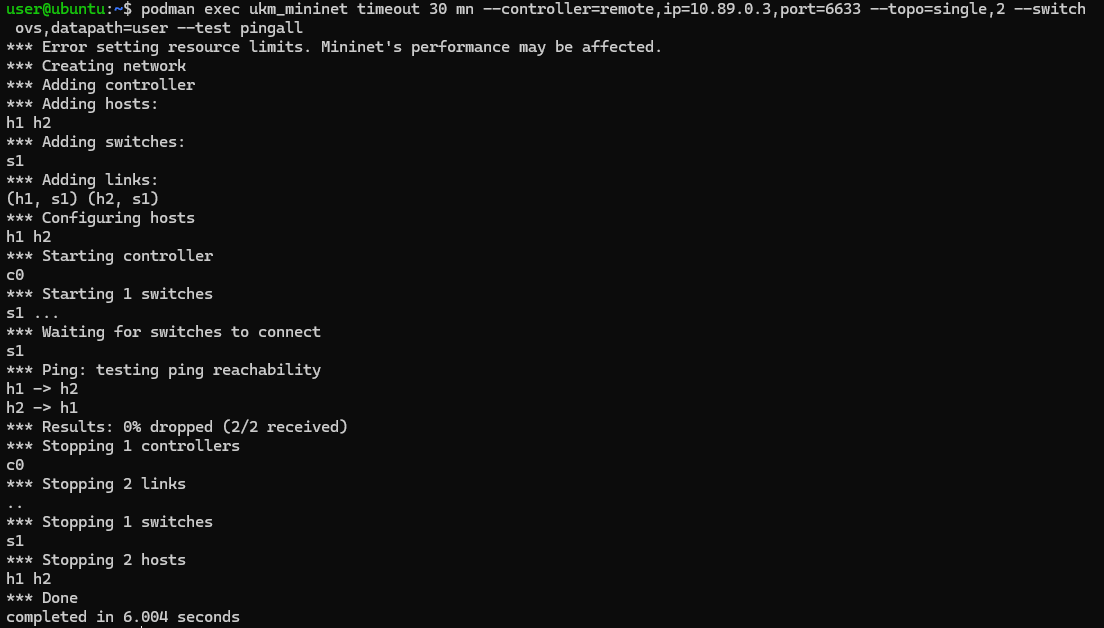 user@ubuntu:~$ podman exec ukm_mininet timeout 30 mn --controller=remote,ip=10.89.0.3,port=6633 --topo=single,2 --switch
ovs,datapath=user --test pingall
*** Error setting resource limits. Mininet's performance may be affected.
*** Creating network
*** Adding controller
*** Adding hosts:
h1 h2
*** Adding switches:
s1
*** Adding links:
(h1, s1) (h2, s1)
*** Configuring hosts
h1 h2
*** Starting controller
c0
*** Starting 1 switches
s1 ...
*** Waiting for switches to connect
s1
*** Ping: testing ping reachability
h1 -> h2
h2 -> h1
*** Results: 0% dropped (2/2 received)
*** Stopping 1 controllers
c0
*** Stopping 2 links
..
*** Stopping 1 switches
s1
*** Stopping 2 hosts
h1 h2
*** Done
completed in 6.004 seconds